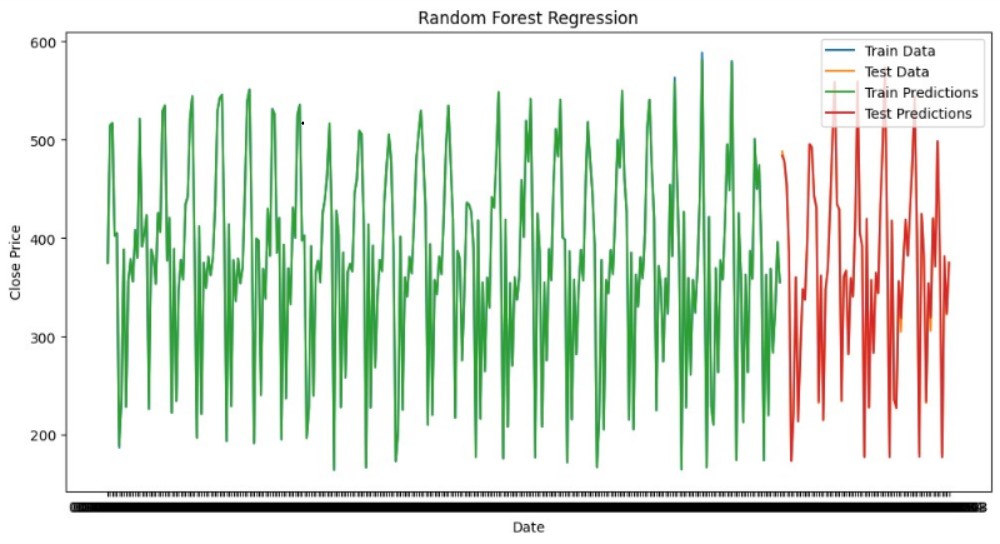 Random Forest Regression
600
500
400
300
200
Close Price
Train Data
Test Data
Train Predictions
Test Predictions
Date